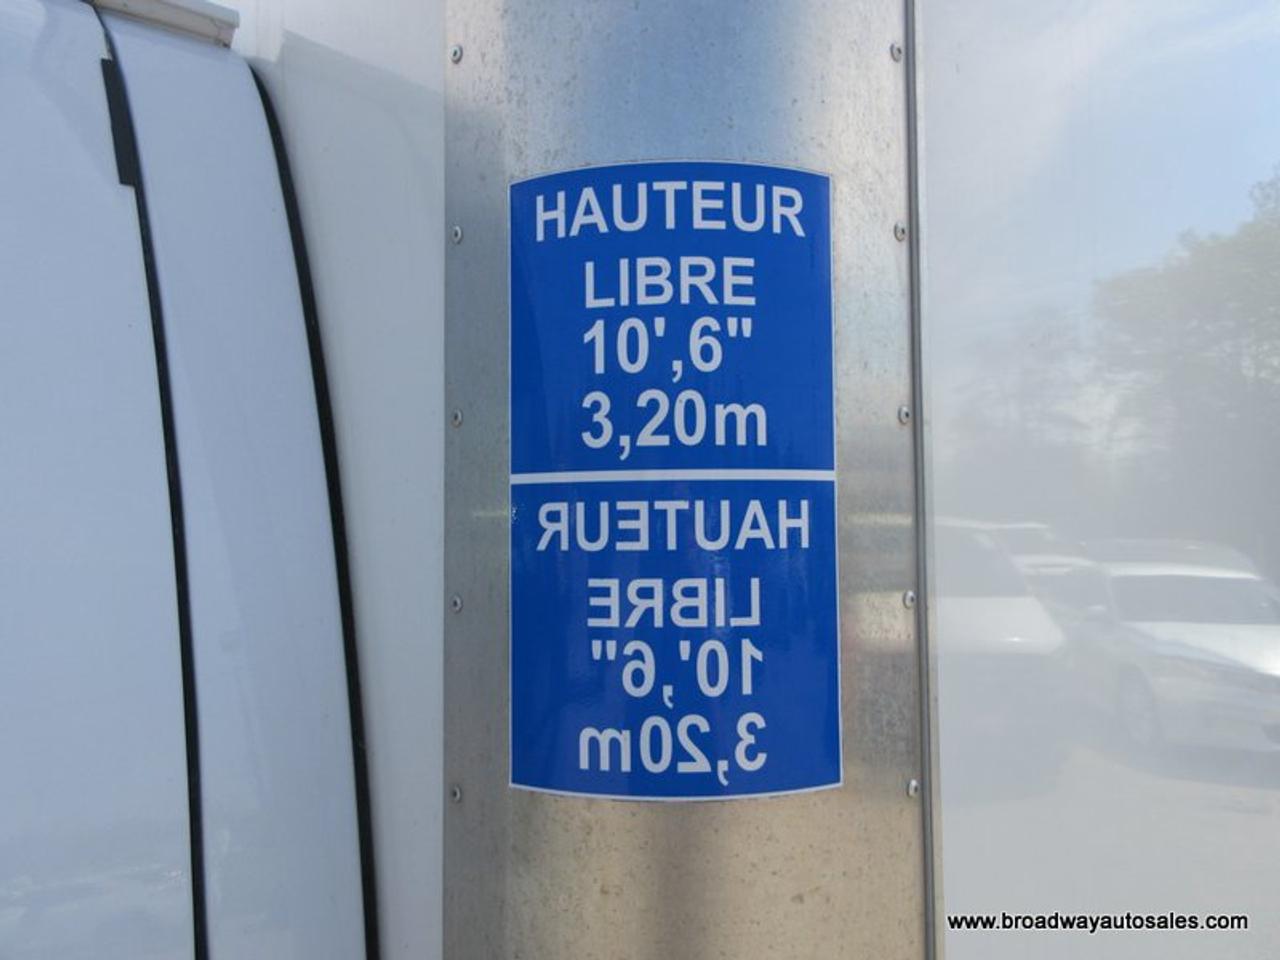 HAUTEUR
LIBRE
10',6"
3,20m
HAUTEUR
LIBRE
10',6"
3,20m
www.broadwayautosales.com